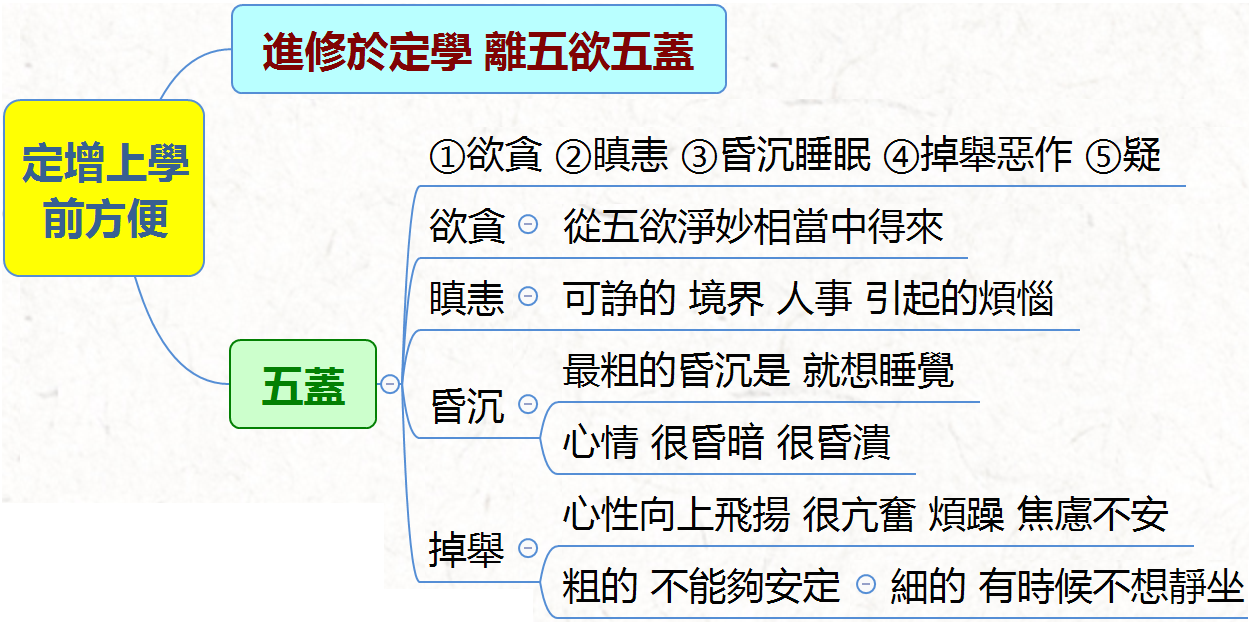 進修於定學 離五欲五蓋
定增上學
前方便
①欲貪 ②瞋恚 ③昏沉睡眠 ④掉舉惡作 ⑤疑
欲貪 從五欲淨妙相當中得來
瞋恚 可諍的 境界 人事 引起的煩惱
五蓋
昏沉
最粗的昏沉是 就想睡覺
心情 很昏暗 很昏潰
掉舉
心性向上飛揚 很亢奮 煩躁 焦慮不安
粗的 不能夠安定 細的 有時候不想靜坐